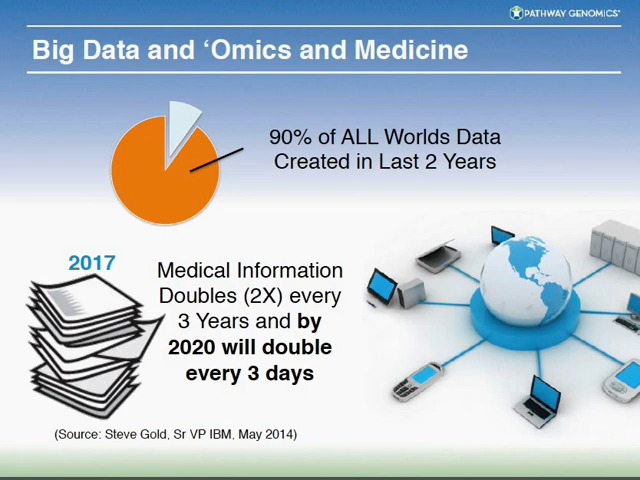 PATHWAY GENOMICS®
Big Data and ‘Omics and Medicine
90% of ALL Worlds Data
Created in Last 2 Years
2017
Medical Information
Doubles (2X) every
3 Years and by
2020 will double
every 3 days
(Source: Steve Gold, Sr VP IBM, May 2014)